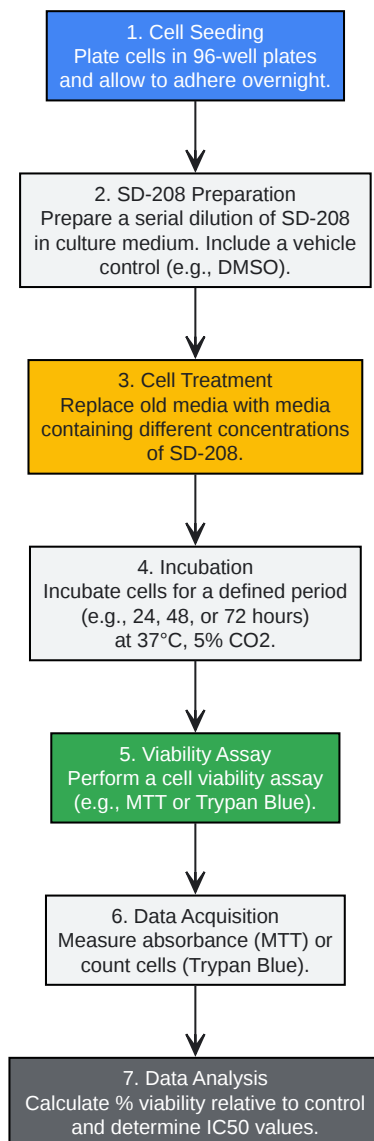 1. Cell Seeding
Plate cells in 96-well plates
and allow to adhere overnight.
2. SD-208 Preparation
Prepare a serial dilution of SD-208
in culture medium. Include a vehicle
control (e.g., DMSO).
3. Cell Treatment
Replace old media with media
containing different concentrations
of SD-208.
4. Incubation
Incubate cells for a defined period
(e.g., 24, 48, or 72 hours)
at 37°C, 5% CO2.
5. Viability Assay
Perform a cell viability assay
(e.g., MTT or Trypan Blue).
6. Data Acquisition
Measure absorbance (MTT) or
count cells (Trypan Blue).
7. Data Analysis
Calculate % viability relative to control
and determine IC50 values.